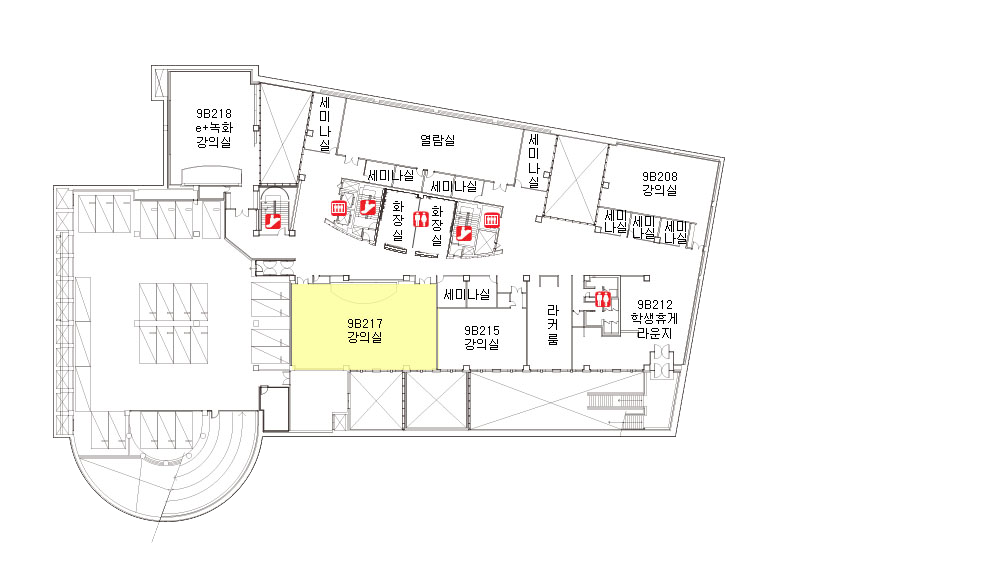 9B218
e+녹화
강의실
세
미
나
실
열람실
세
미
나
실
세미나실
세미나실
9B208
강의실
화
장
실
화
장
실
세미
나실
세미
나실
세미
나실
세미나실
9B217
강의실
9B215
강의실
라
커
룸
9B212
학생휴게
라운지